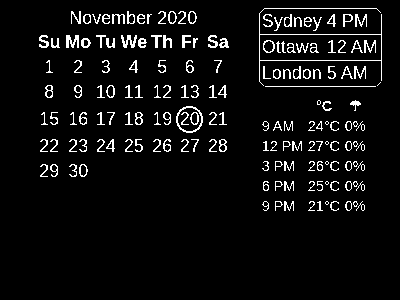 November 2020
Su Mo Tu We Th Fr Sa
1 2 3 4 5 6 7
8 9 10 11 12 13 14
15 16 17 18 19 20 21
22 23 24 25 26 27 28
29 30
Sydney 4 PM
Ottawa 12 AM
London 5 AM
°C ☂
9 AM 24°C 0%
12 PM 27°C 0%
3 PM 26°C 0%
6 PM 25°C 0%
9 PM 21°C 0%